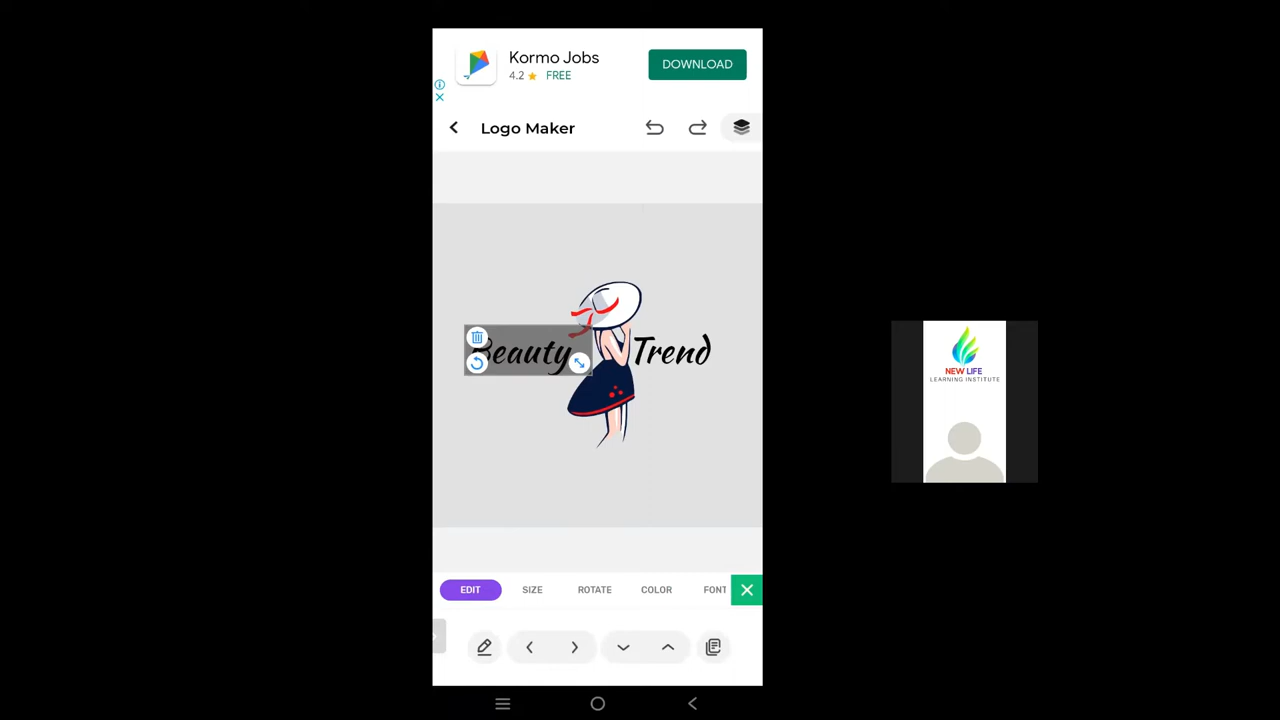 Kormo Jobs
4.2 ★ FREE
DOWNLOAD
Logo Maker
Beauty Trend
NEW LIFE
LEARNING INSTITUTE
EDIT SIZE ROTATE COLOR FONT